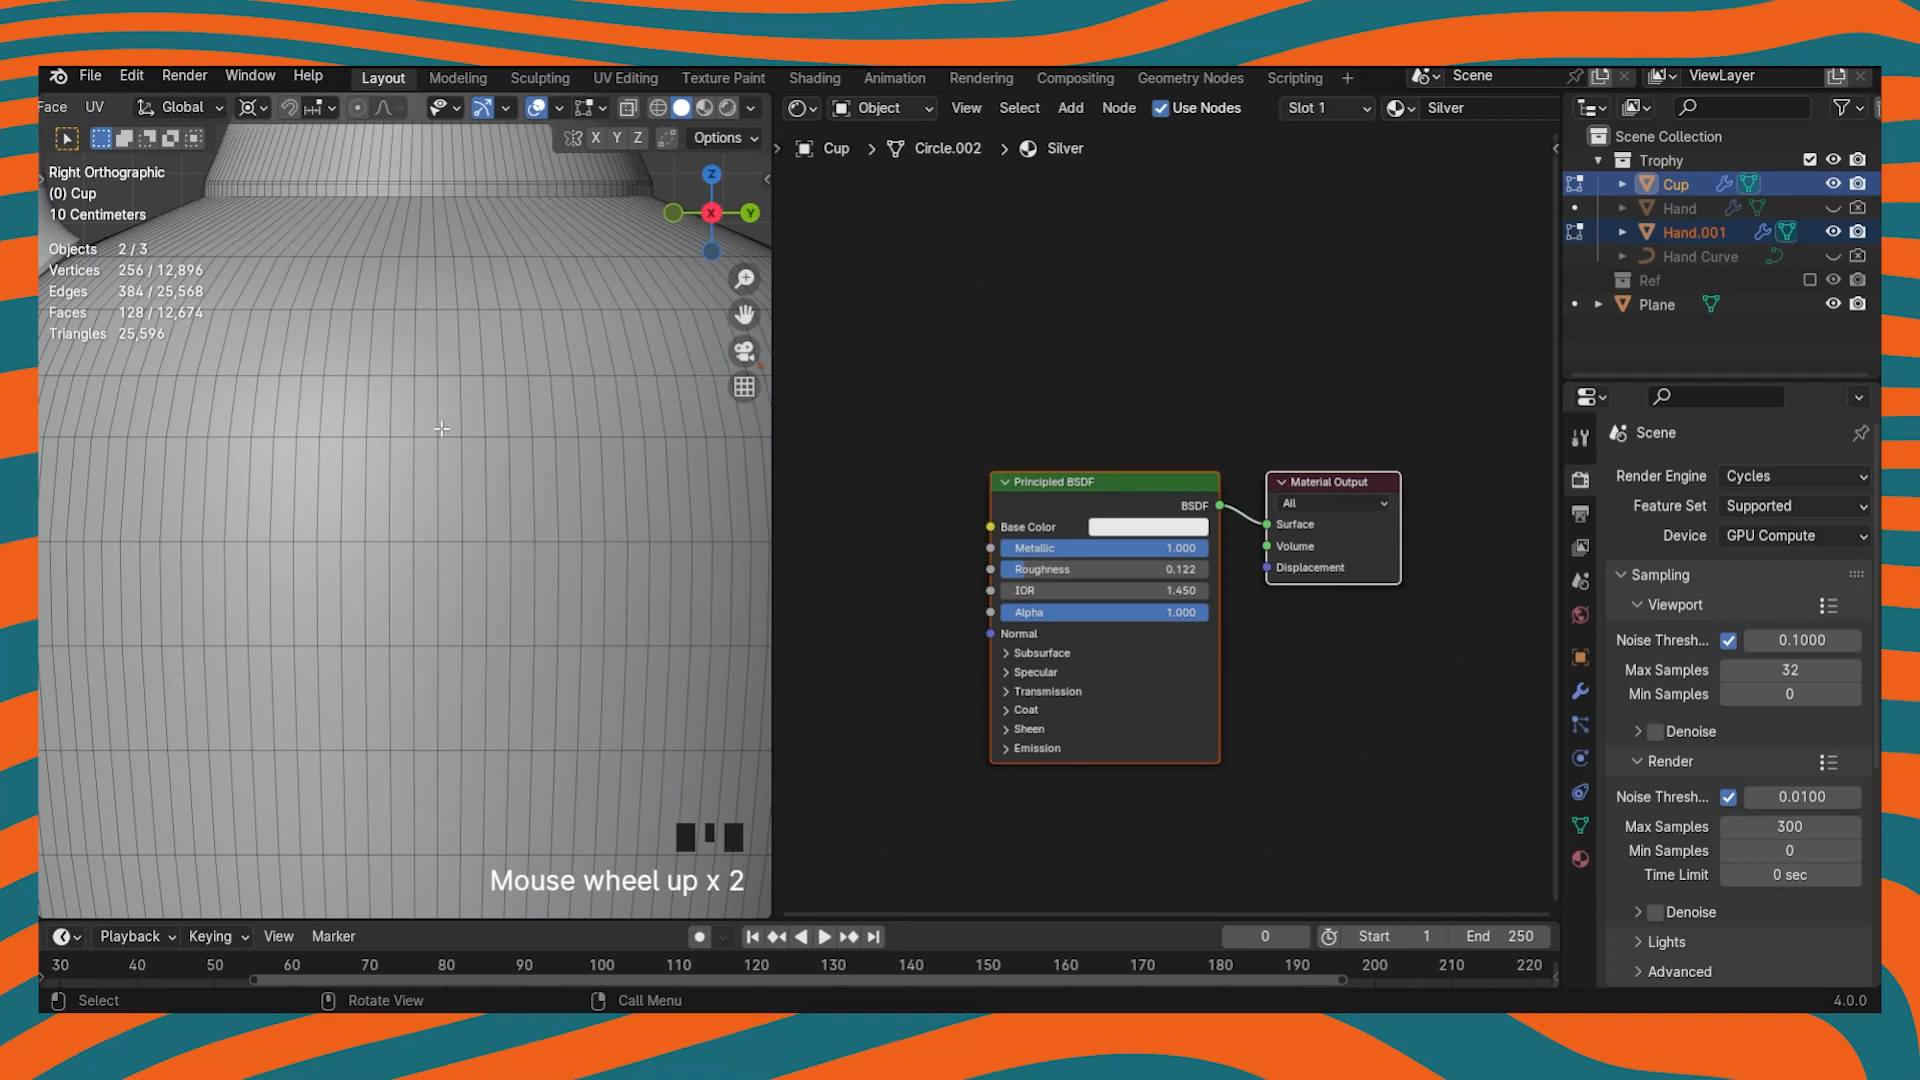 File Edit Render Window Help Layout Modeling Sculpting UV Editing Texture Paint Shading Animation Rendering Compositing Geometry Nodes Scripting Scene ViewLayer
Face UV Global Object View Select Add Node Use Nodes Slot 1 Silver
X Y Z Options
Cup Circle.002 Silver
Right Orthographic
(0) Cup
10 Centimeters
Objects 2 / 3
Vertices 256 / 12,896
Edges 384 / 25,568
Faces 128 / 12,674
Triangles 25,596
Z
X
Y
Mouse wheel up x 2
Principled BSDF
BSDF
Base Color
Metallic 1.000
Roughness 0.122
IOR 1.450
Alpha 1.000
Normal
Subsurface
Specular
Transmission
Coat
Sheen
Emission
Material Output
All
Surface
Volume
Displacement
Scene Collection
Trophy
Cup
Hand
Hand.001
Hand Curve
Ref
Plane
Scene
Render Engine Cycles
Feature Set Supported
Device GPU Compute
Sampling
Viewport
Noise Thresh... 0.1000
Max Samples 32
Min Samples 0
Denoise
Render
Noise Thresh... 0.0100
Max Samples 300
Min Samples 0
Time Limit 0 sec
Denoise
Lights
Advanced
Playback Keying View Marker 0 Start 1 End 250
30 40 50 60 70 80 90 100 110 120 130 140 150 160 170 180 190 200 210 220
Select Rotate View Call Menu 4.0.0